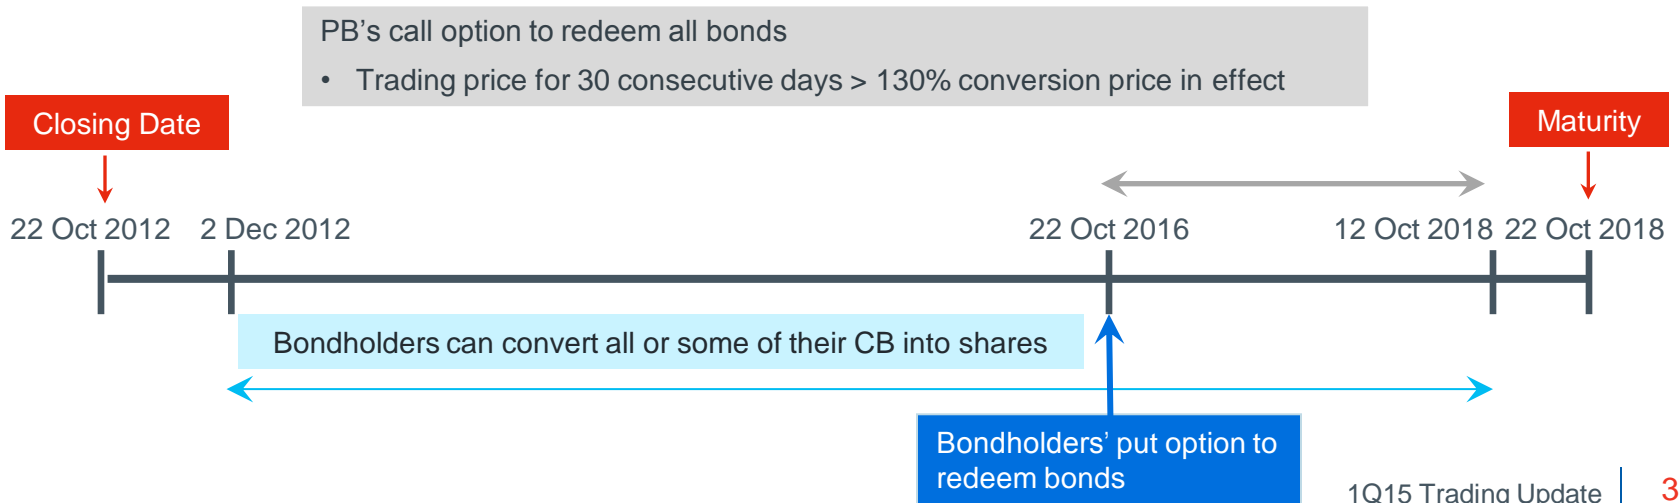 PB’s call option to redeem all bonds
• Trading price for 30 consecutive days > 130% conversion price in effect
Closing Date
Maturity
22 Oct 2012
2 Dec 2012
22 Oct 2016
12 Oct 2018
22 Oct 2018
Bondholders can convert all or some of their CB into shares
Bondholders’ put option to
redeem bonds
1Q15 Trading Update
3